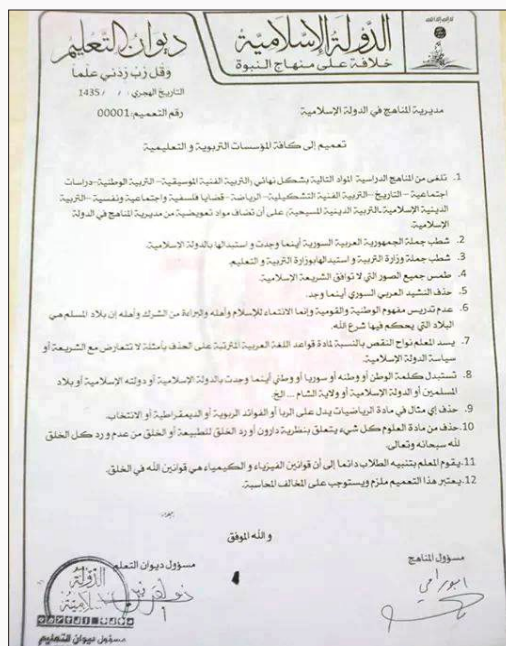 الدولة الإسلامية
خلافة على منهاج النبوة
ديوان التعليم
وقل رب زدني علماً
التاريخ الهجري : / / 1435
مديرية المناهج في الدولة الإسلامية
رقم التعميم: 00001
تعميم إلى كافة المؤسسات التربوية و التعليمية
1. تلغى من المناهج الدراسية المواد التالية بشكل نهائي (التربية الفنية الموسيقية-التربية الوطنية-دراسات
اجتماعية-التاريخ-التربية الفنية التشكيلية-الرياضة-قضايا فلسفية واجتماعية ونفسية-التربية
الدينية الإسلامية-التربية الدينية المسيحية) على أن تضاف مواد تعويضية من مديرية المناهج في الدولة
الإسلامية.
2. شطب جملة الجمهورية العربية السورية أينما وجدت و استبدالها بالدولة الإسلامية.
3. شطب جملة وزارة التربية و استبدالها بوزارة التربية و التعليم.
4. طمس جميع الصور التي لا توافق الشريعة الإسلامية.
5. حذف النشيد العربي السوري أينما وجد.
6. عدم تدريس مفهوم الوطنية والقومية وإنما الانتماء للإسلام وأهله والبراءة من الشرك وأهله إن بلاد المسلم هي
البلاد التي يحكم فيها شرع الله.
7. يسد المعلم نواح النقص بالنسبة لمادة قواعد اللغة العربية المترتبة على الحذف بأمثلة لا تتعارض مع الشريعة أو
سياسة الدولة الإسلامية.
8. تستبدل كلمة الوطن أو وطنه أو سوريا أو وطني أينما وجدت بالدولة الإسلامية أو دولته الإسلامية أو بلاد
المسلمين أو الدولة الإسلامية أو ولاية الشام ... الخ.
9. حذف إي مثال في مادة الرياضيات يدل على الربا أو الفوائد الربوية أو الديمقراطية أو الانتخاب.
10. حذف من مادة العلوم كل شيء يتعلق بنظرية دارون أو رد الخلق للطبيعة أو الخلق من عدم و رد كل الخلق
لله سبحانه وتعالى.
11. يقوم المعلم بتنبيه الطلاب دائما إلى أن قوانين الفيزياء و الكيمياء هي قوانين الله في الخلق.
12. يعتبر هذا التعميم ملزم ويستوجب على المخالف المحاسبة.
و الله الموفق
مسؤول المناهج
مسؤول ديوان التعليم
الدولة
الإسلامية
مسؤول ديوان التعليم